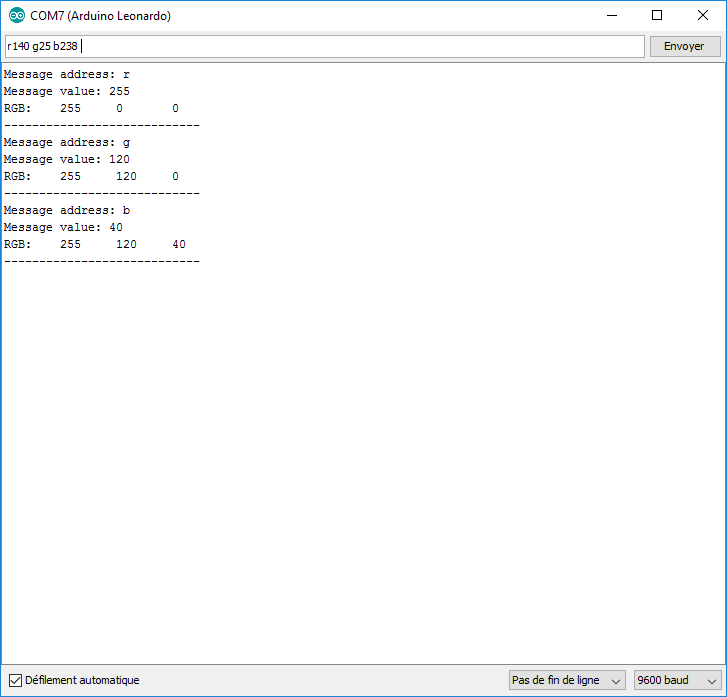 COM7 (Arduino Leonardo)
r140 g25 b238
Envoyer
Message address: r
Message value: 255
RGB: 255 0 0
----------------------------
Message address: g
Message value: 120
RGB: 255 120 0
----------------------------
Message address: b
Message value: 40
RGB: 255 120 40
----------------------------
Défilement automatique
Pas de fin de ligne
9600 baud